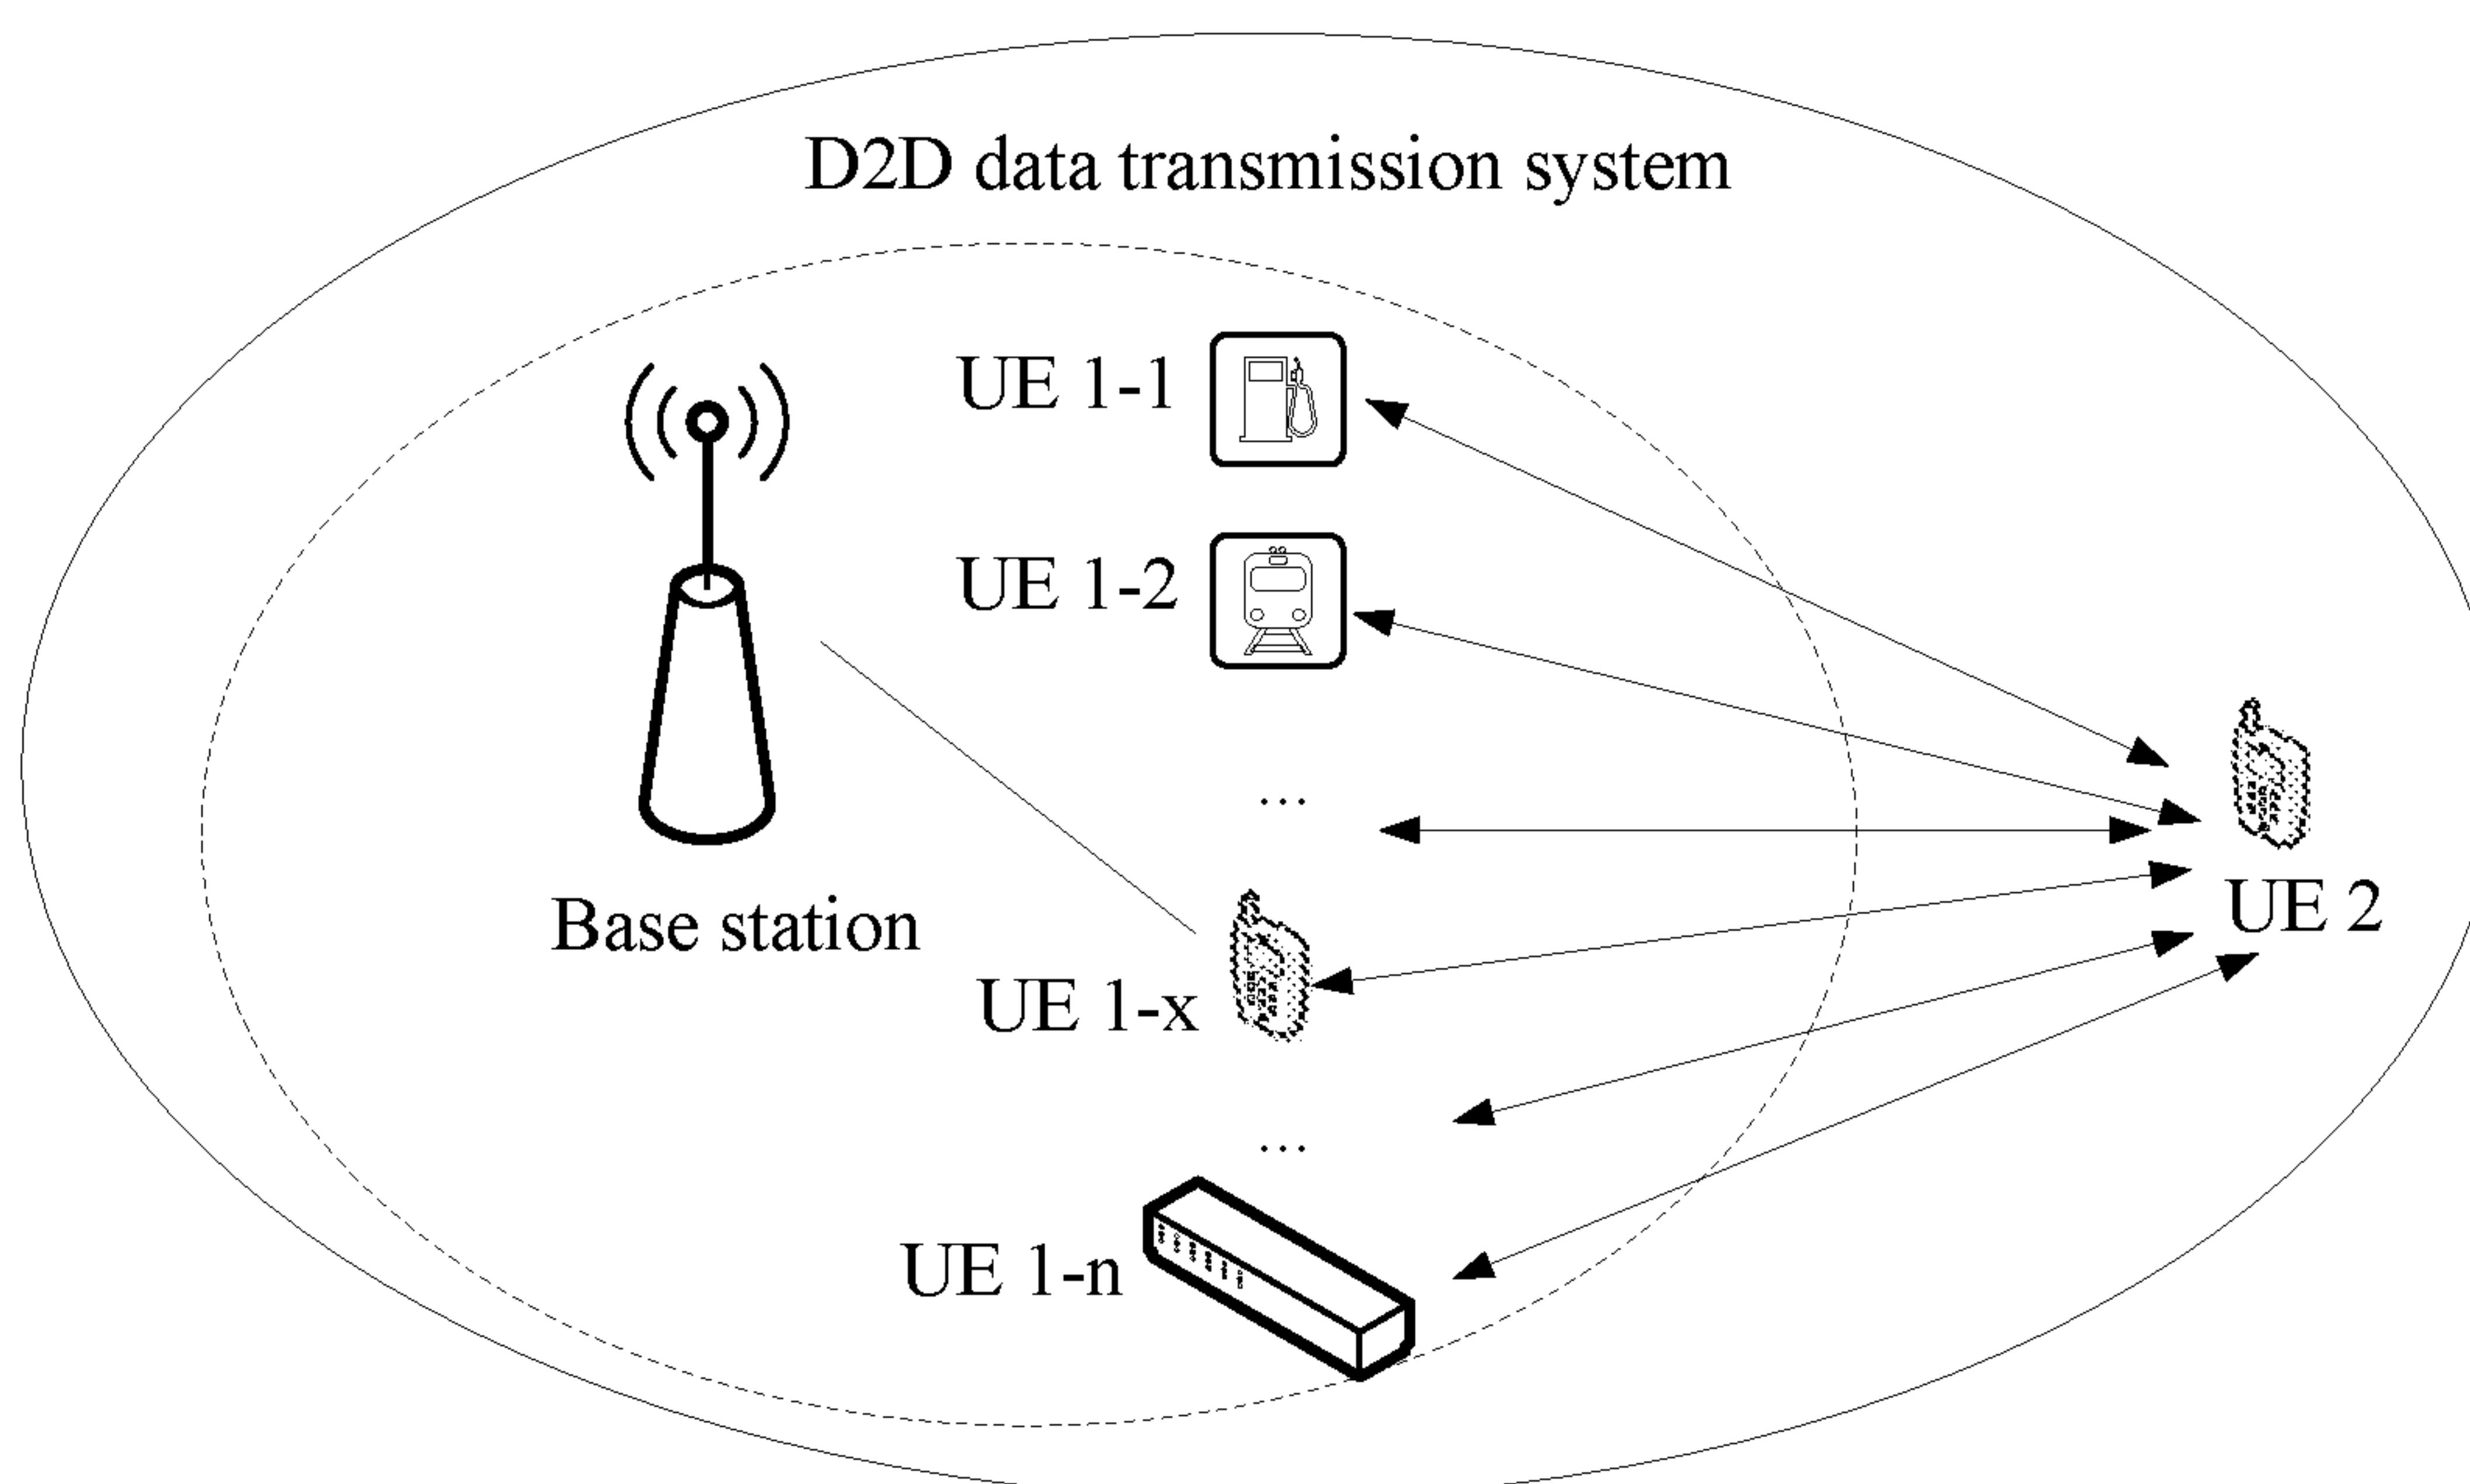 D2D data transmission system
UE 1-1
UE 1-2
...
Base station
UE 2
UE 1-x
...
UE 1-n